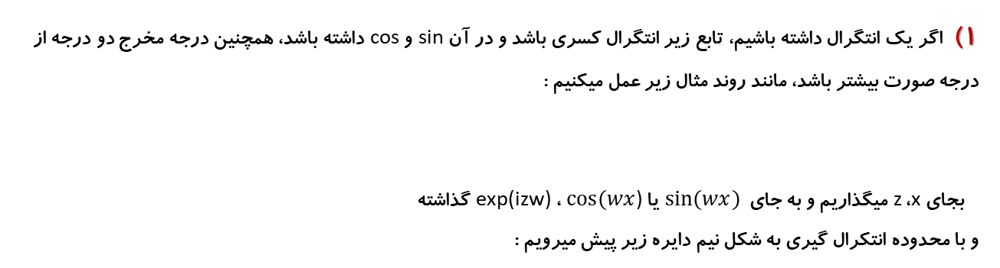 ۱) اگر یک انتگرال داشته باشیم، تابع زیر انتگرال کسری باشد و در آن sin و cos داشته باشد، همچنین درجه مخرج دو درجه از
درجه صورت بیشتر باشد، مانند روند مثال زیر عمل میکنیم :
بجای x، z میگذاریم و به جای sin(wx) یا cos(wx) ، exp(izw) گذاشته
و با محدوده انتکرال گیری به شکل نیم دایره زیر پیش میرویم :